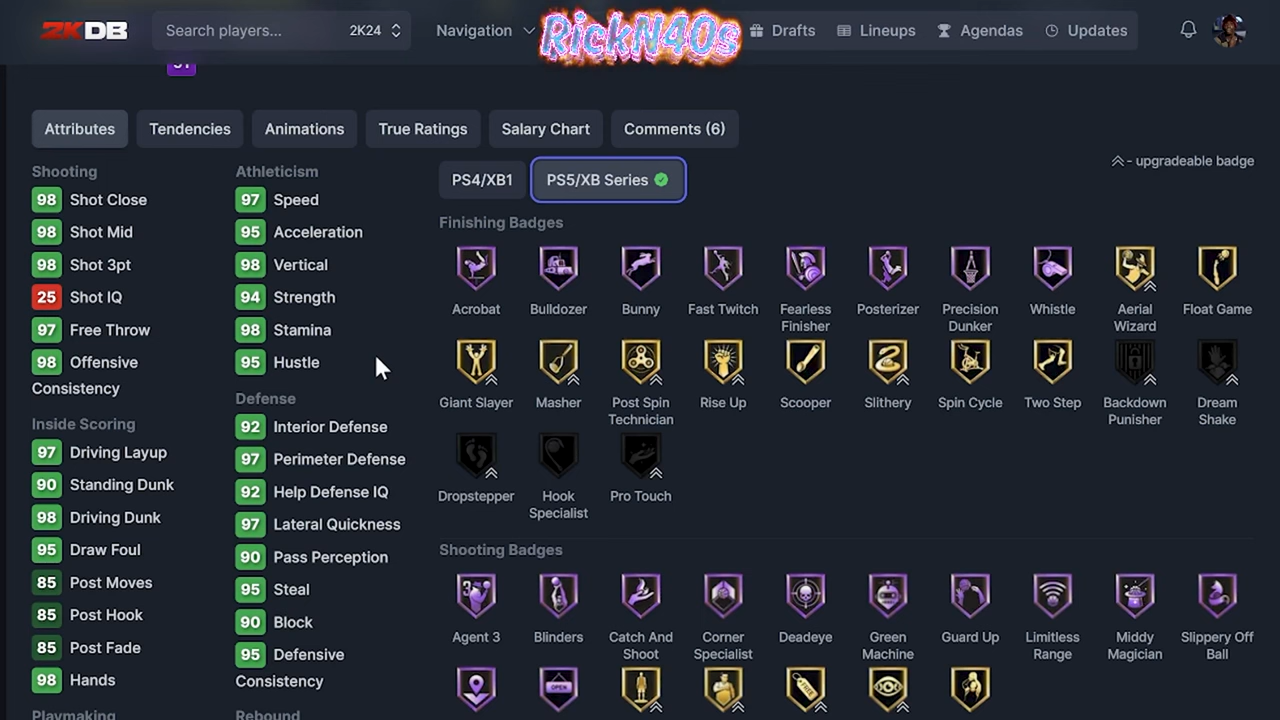 2KDB
Search players...
2K24
Navigation
RickN40s
Drafts
Lineups
Agendas
Updates
Attributes
Tendencies
Animations
True Ratings
Salary Chart
Comments (6)
Shooting
98 Shot Close
98 Shot Mid
98 Shot 3pt
25 Shot IQ
97 Free Throw
98 Offensive
Consistency
Inside Scoring
97 Driving Layup
90 Standing Dunk
98 Driving Dunk
95 Draw Foul
85 Post Moves
85 Post Hook
85 Post Fade
98 Hands
Playmaking
Athleticism
97 Speed
95 Acceleration
98 Vertical
94 Strength
98 Stamina
95 Hustle
Defense
92 Interior Defense
97 Perimeter Defense
92 Help Defense IQ
97 Lateral Quickness
90 Pass Perception
95 Steal
90 Block
95 Defensive
Consistency
Rebound
PS4/XB1
PS5/XB Series
- upgradeable badge
Finishing Badges
Acrobat
Bulldozer
Bunny
Fast Twitch
Fearless
Finisher
Posterizer
Precision
Dunker
Whistle
Aerial
Wizard
Float Game
Giant Slayer
Masher
Post Spin
Technician
Rise Up
Scooper
Slithery
Spin Cycle
Two Step
Backdown
Punisher
Dream
Shake
Dropstepper
Hook
Specialist
Pro Touch
Shooting Badges
3
Agent 3
Blinders
Catch And
Shoot
Corner
Specialist
Deadeye
Green
Machine
Guard Up
Limitless
Range
Middy
Magician
Slippery Off
Ball
OPEN
FREE